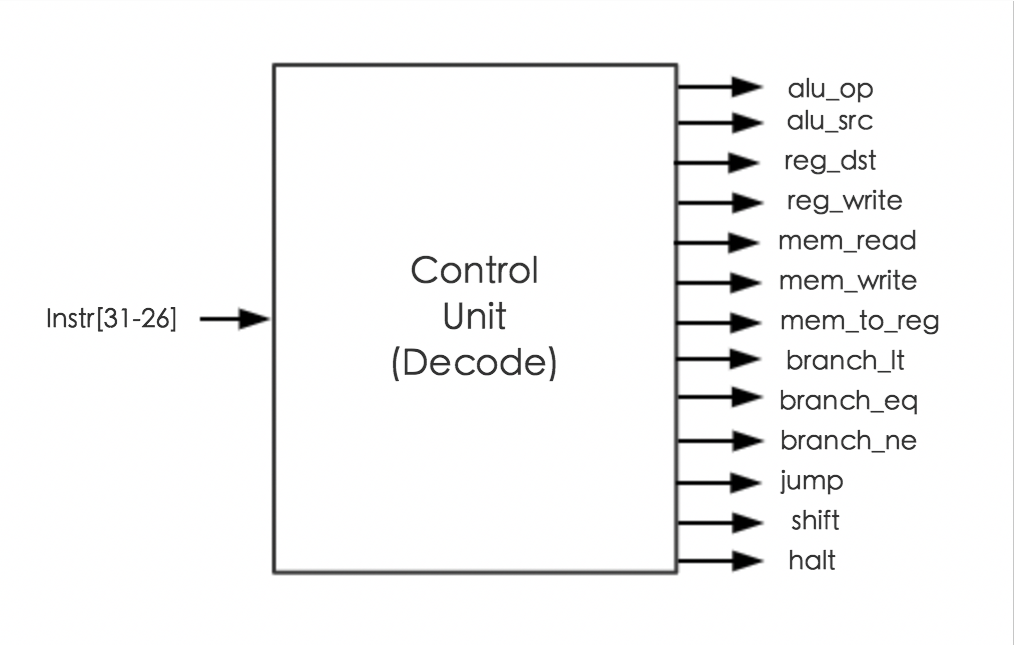 Instr[31-26]
Control
Unit
(Decode)
alu_op
alu_src
reg_dst
reg_write
mem_read
mem_write
mem_to_reg
branch_lt
branch_eq
branch_ne
jump
shift
halt